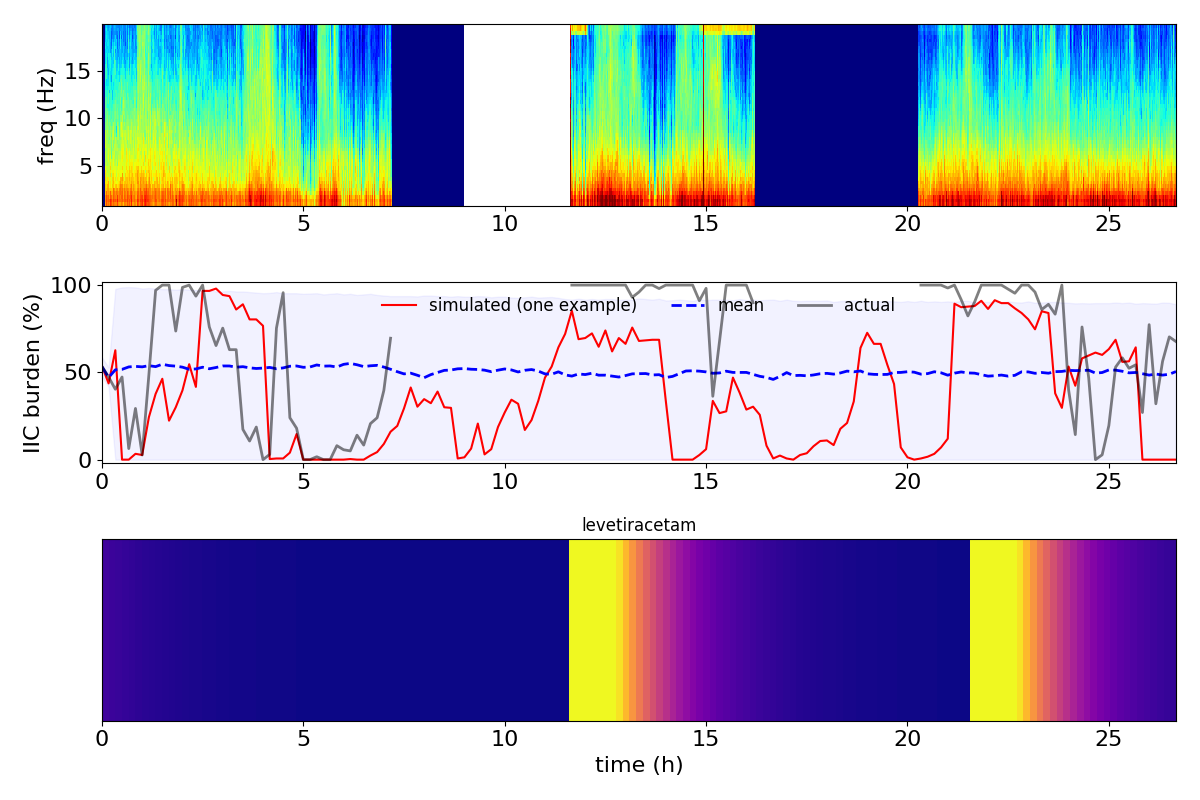 freq (Hz)
15
10
5
0 5 10 15 20 25
IIC burden (%)
100
50
0
simulated (one example) mean actual
0 5 10 15 20 25
levetiracetam
0 5 10 15 20 25
time (h)